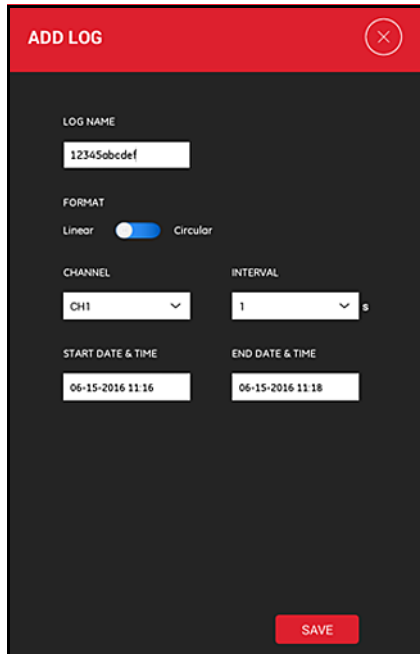 ADD LOG
LOG NAME
12345abcdef
FORMAT
Linear Circular
CHANNEL INTERVAL
CH1 1 s
START DATE & TIME END DATE & TIME
06-15-2016 11:16 06-15-2016 11:18
SAVE